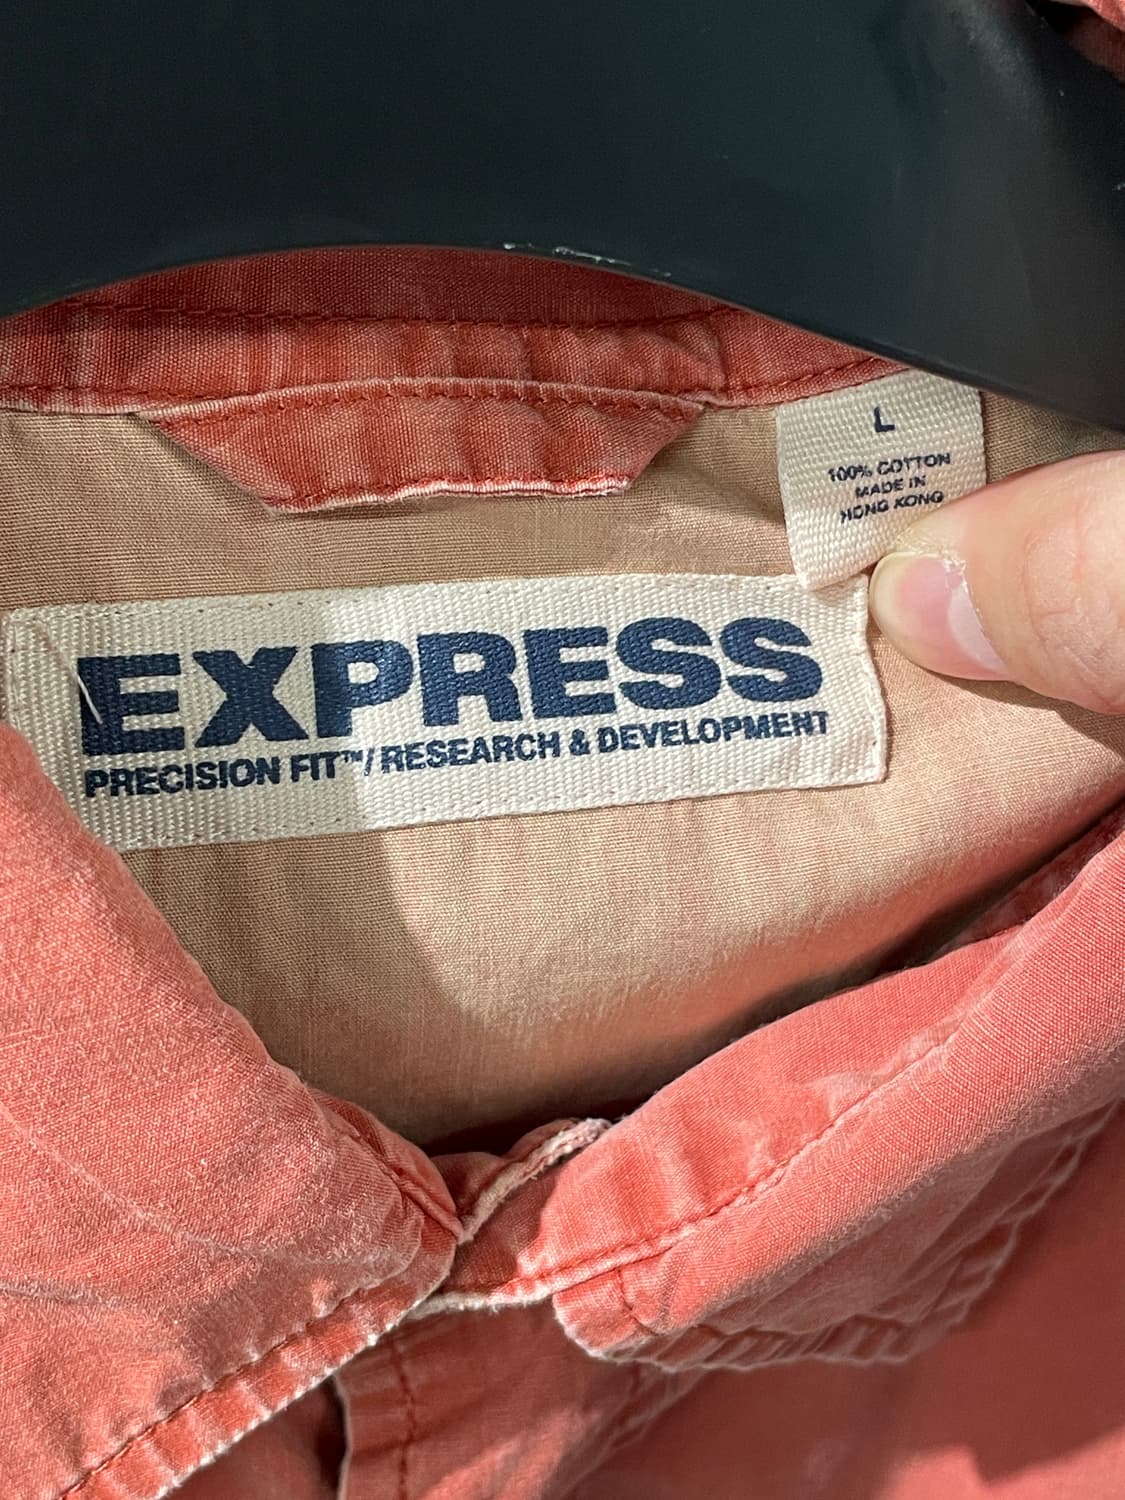 L
100% COTTON
MADE IN
HONG KONG
EXPRESS
PRECISION FIT™/RESEARCH & DEVELOPMENT